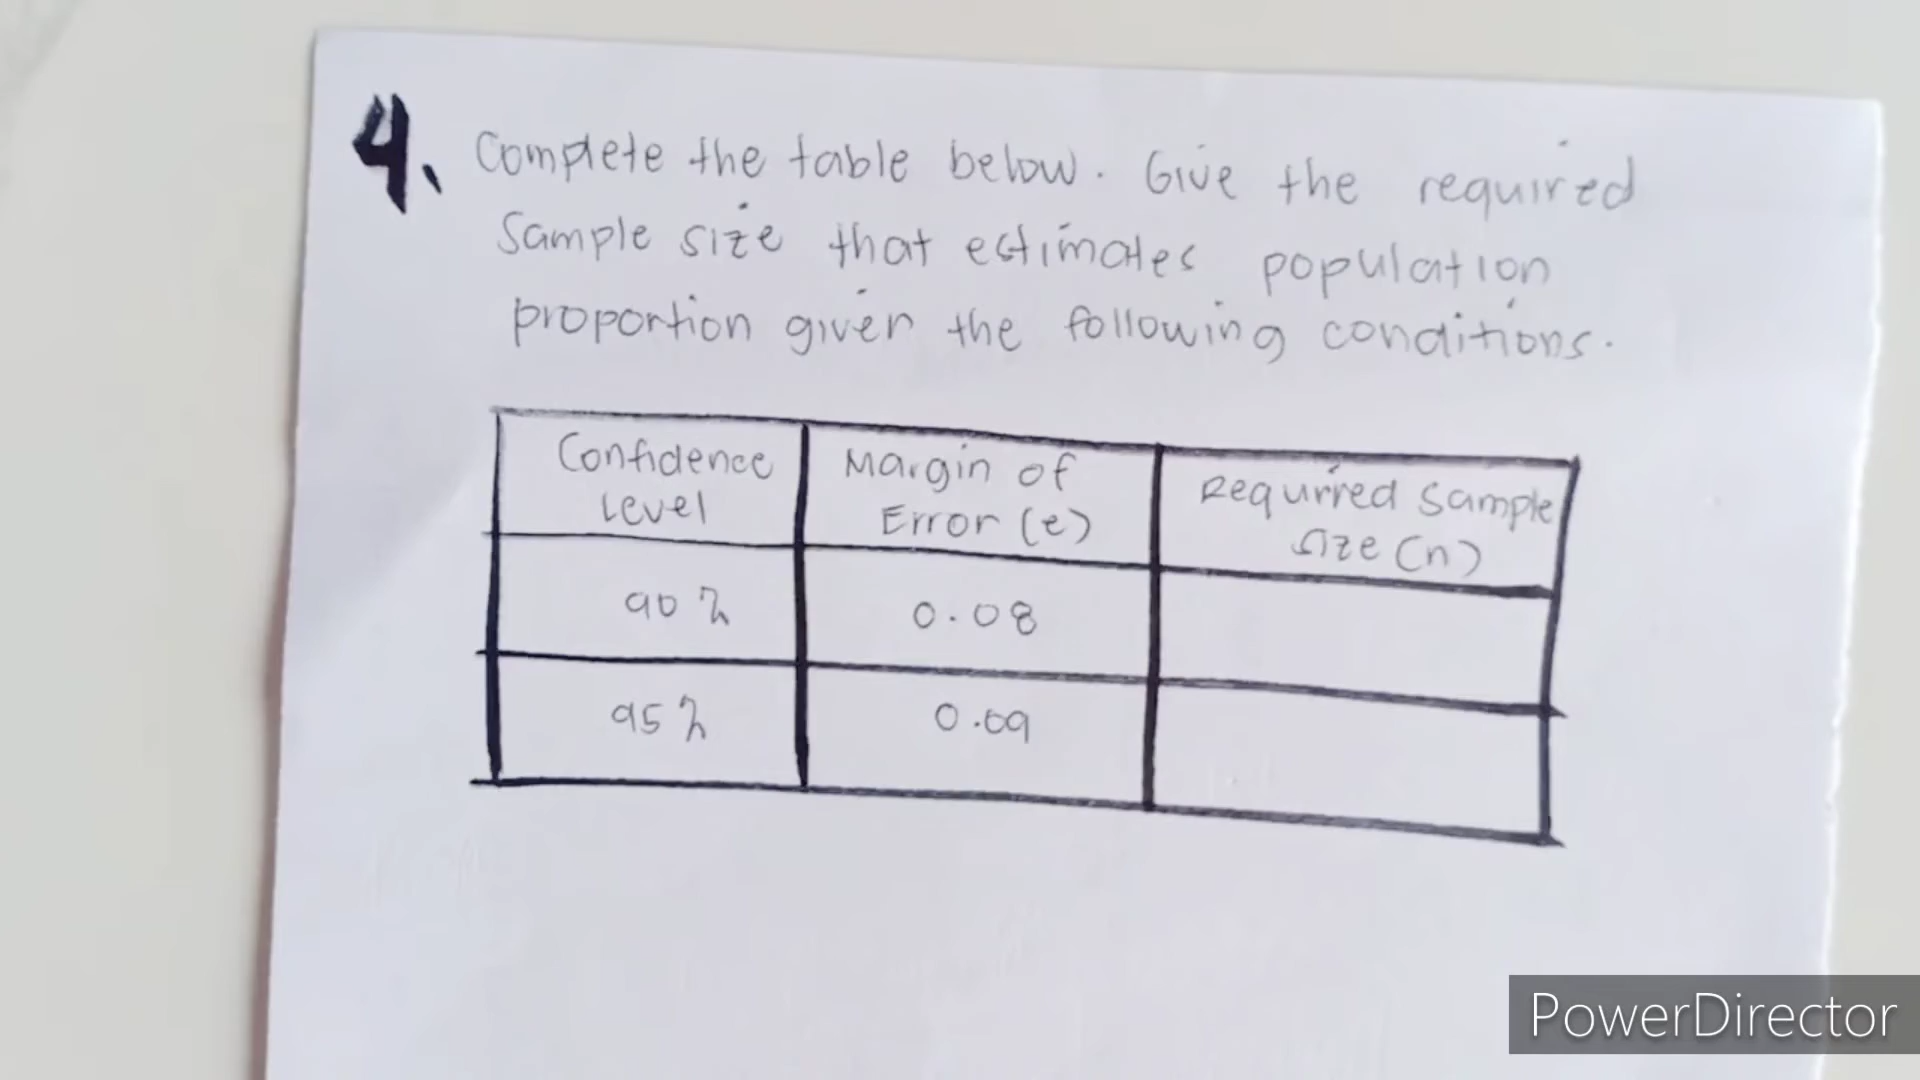 4. Complete the table below. Give the required
Sample size that estimates population
proportion given the following conditions.
Confidence Level
Margin of Error (e)
Required Sample size (n)
90%
0.08
95%
0.09
PowerDirector